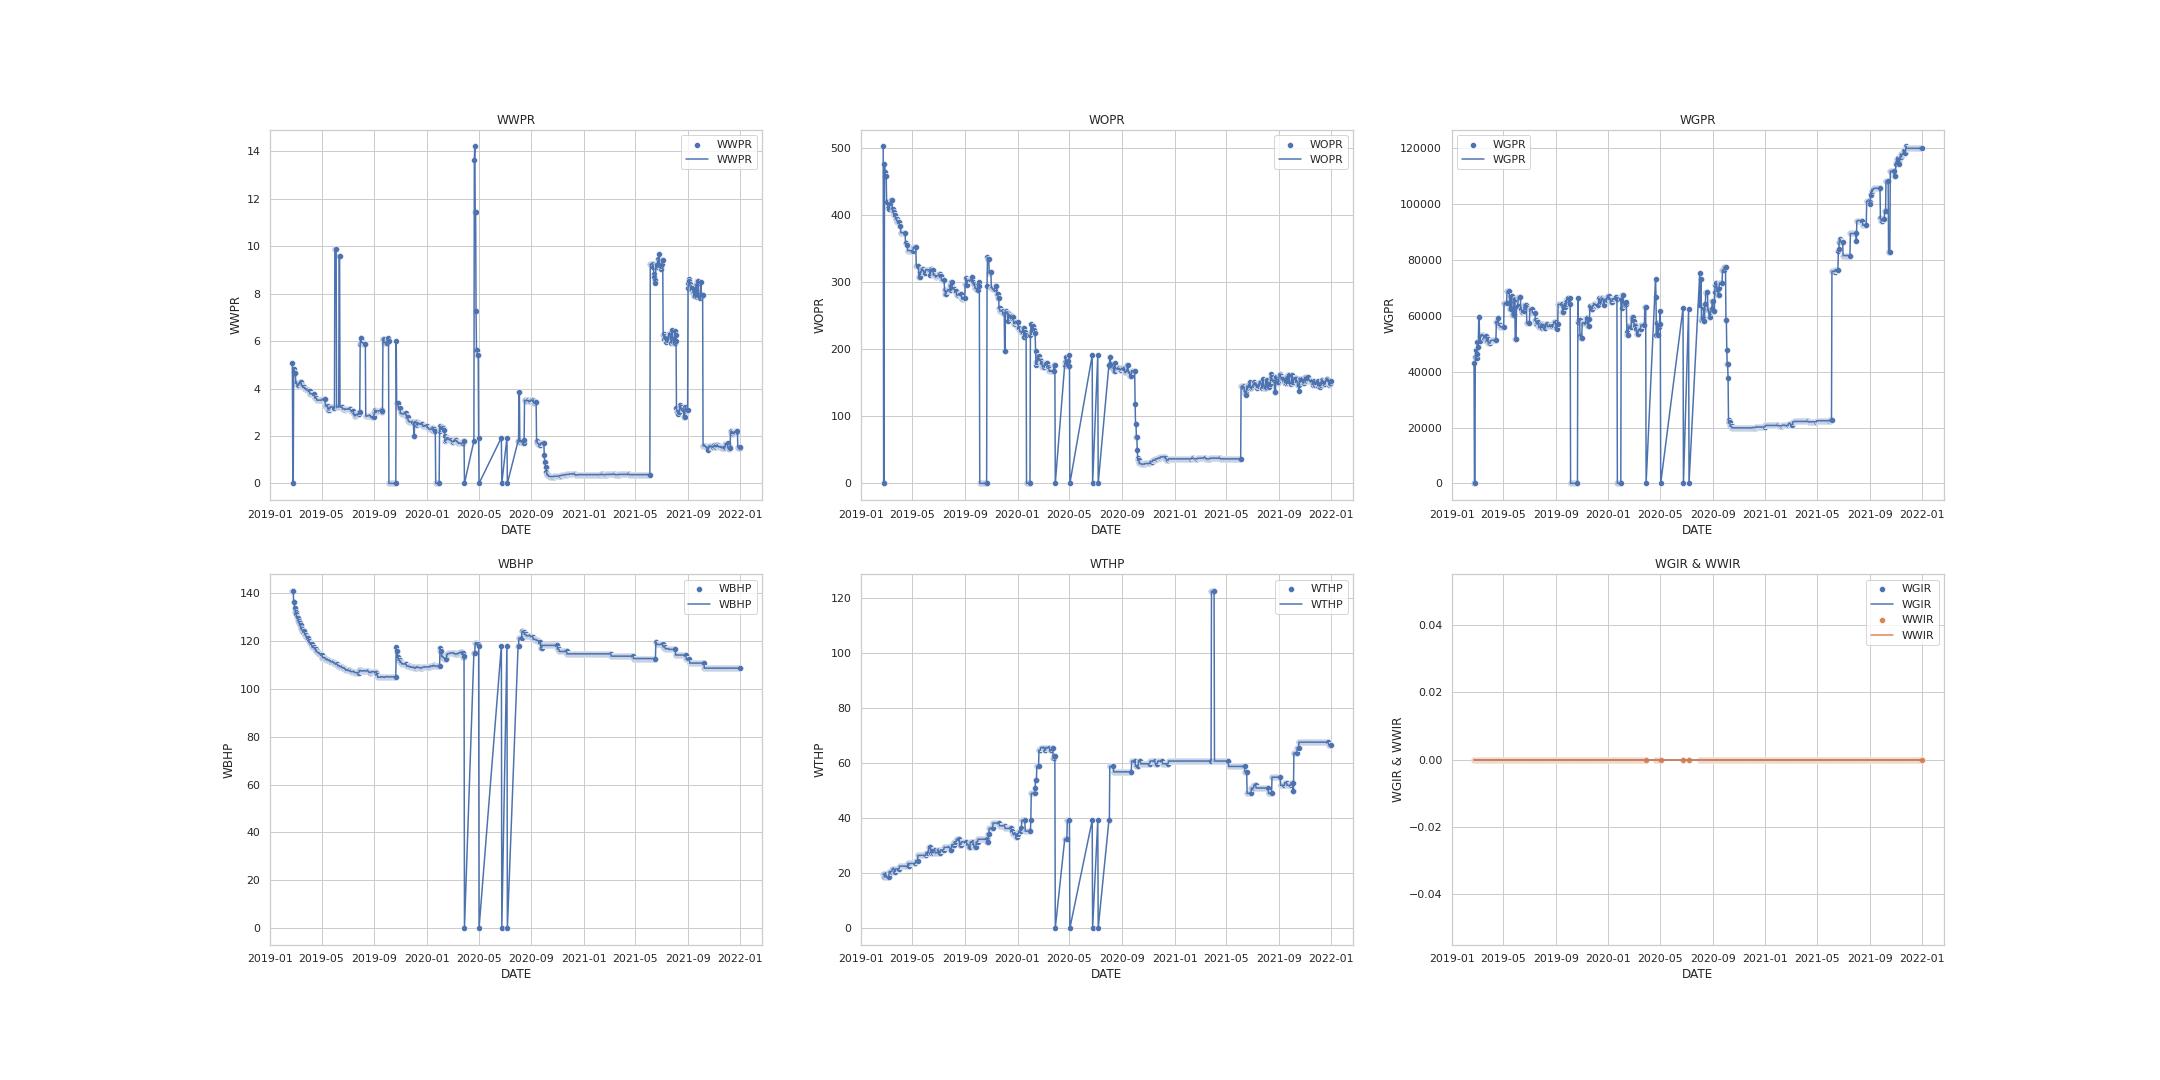 WWPR
WWPR
WWPR
14
12
10
8
6
4
2
0
WWPR
2019-01 2019-05 2019-09 2020-01 2020-05 2020-09 2021-01 2021-05 2021-09 2022-01
DATE
WOPR
WOPR
WOPR
500
400
300
200
100
0
WOPR
2019-01 2019-05 2019-09 2020-01 2020-05 2020-09 2021-01 2021-05 2021-09 2022-01
DATE
WGPR
WGPR
WGPR
120000
100000
80000
60000
40000
20000
0
WGPR
2019-01 2019-05 2019-09 2020-01 2020-05 2020-09 2021-01 2021-05 2021-09 2022-01
DATE
WBHP
WBHP
WBHP
140
120
100
80
60
40
20
0
WBHP
2019-01 2019-05 2019-09 2020-01 2020-05 2020-09 2021-01 2021-05 2021-09 2022-01
DATE
WTHP
WTHP
WTHP
120
100
80
60
40
20
0
WTHP
2019-01 2019-05 2019-09 2020-01 2020-05 2020-09 2021-01 2021-05 2021-09 2022-01
DATE
WGIR & WWIR
WGIR
WGIR
WWIR
WWIR
0.04
0.02
0.00
−0.02
−0.04
WGIR & WWIR
2019-01 2019-05 2019-09 2020-01 2020-05 2020-09 2021-01 2021-05 2021-09 2022-01
DATE